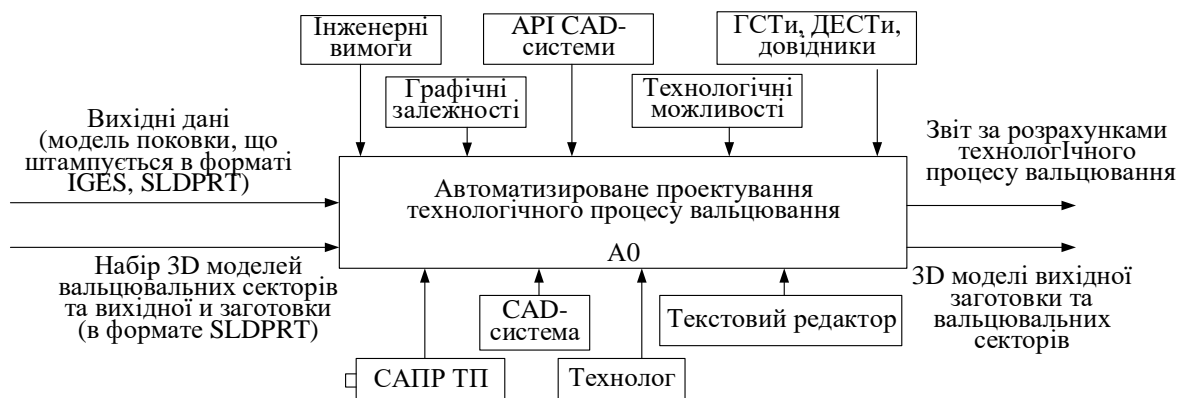 Інженерні
вимоги
АРІ CAD-
системи
ГСТи, ДЕСТи,
довідники
Графічні
залежності
Технологічні
можливості
Вихідні дані
(модель поковки, що
штампується в форматі
IGES, SLDPRT)
Автоматизироване проектування
технологічного процесу вальцювання
А0
Звіт за розрахунками
технологІчного
процесу вальцювання
Набір 3D моделей
вальцювальних секторів
та вихідної и заготовки
(в формате SLDPRT)
3D моделі вихідної
заготовки та
вальцювальних
секторів
CAD-
система
Текстовий редактор
САПР ТП
Технолог